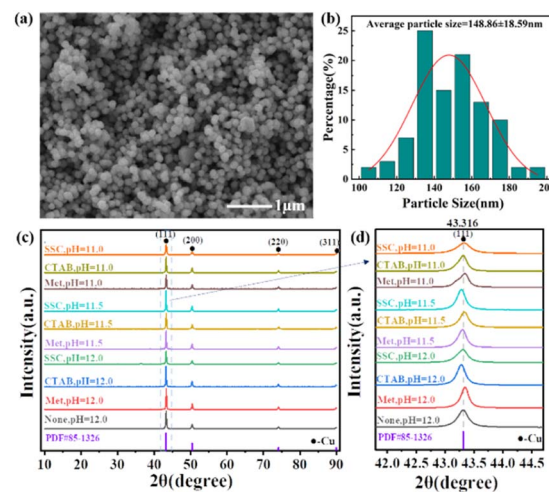 (a)
1μm
(b)
Average particle size=148.86±18.59nm
Percentage(%)
25
20
15
10
5
0
100 120 140 160 180 20
Particle Size(nm)
(c)
(111)
(200)
(220)
(311)
SSC,pH=11.0
CTAB,pH=11.0
Met,pH=11.0
SSC,pH=11.5
CTAB,pH=11.5
Met,pH=11.5
SSC,pH=12.0
CTAB,pH=12.0
Met,pH=12.0
None,pH=12.0
PDF#85-1326
●-Cu
Intensity(a.u.)
10 20 30 40 50 60 70 80 90
2θ(degree)
(d)
43.316
(111)
SSC,pH=11.0
CTAB,pH=11.0
Met,pH=11.0
SSC,pH=11.5
CTAB,pH=11.5
Met,pH=11.5
SSC,pH=12.0
CTAB,pH=12.0
Met,pH=12.0
None,pH=12.0
PDF#85-1326
●-Cu
Intensity(a.u.)
42.0 42.5 43.0 43.5 44.0 44.5
2θ(degree)